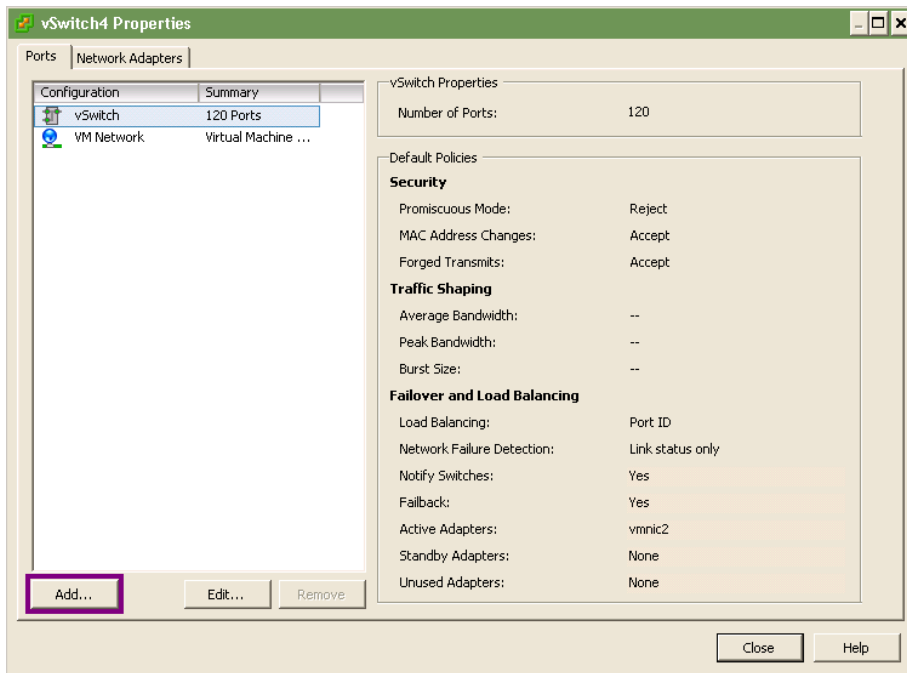 vSwitch4 Properties
Ports Network Adapters
Configuration Summary
vSwitch 120 Ports
VM Network Virtual Machine ...
Add... Edit... Remove
vSwitch Properties
Number of Ports: 120
Default Policies
Security
Promiscuous Mode: Reject
MAC Address Changes: Accept
Forged Transmits: Accept
Traffic Shaping
Average Bandwidth: --
Peak Bandwidth: --
Burst Size: --
Failover and Load Balancing
Load Balancing: Port ID
Network Failure Detection: Link status only
Notify Switches: Yes
Failback: Yes
Active Adapters: vmnic2
Standby Adapters: None
Unused Adapters: None
Close Help